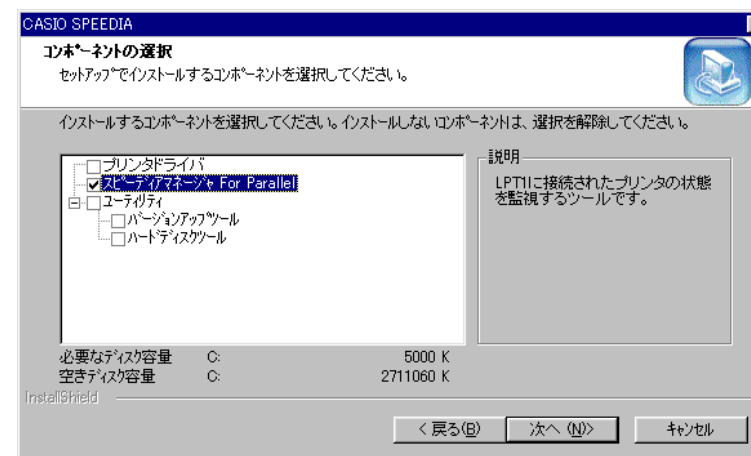 CASIO SPEEDIA
コンポーネントの選択
セットアップでインストールするコンポーネントを選択してください。
インストールするコンポーネントを選択してください。インストールしないコンポーネントは、選択を解除してください。
プリンタドライバ
スピーディアマネージャ For Parallel
ユーティリティ
バージョンアップツール
ハードディスクツール
説明
LPT1に接続されたプリンタの状態
を監視するツールです。
必要なディスク容量 C: 5000 K
空きディスク容量 C: 2711060 K
InstallShield
< 戻る(B) 次へ (N)> キャンセル